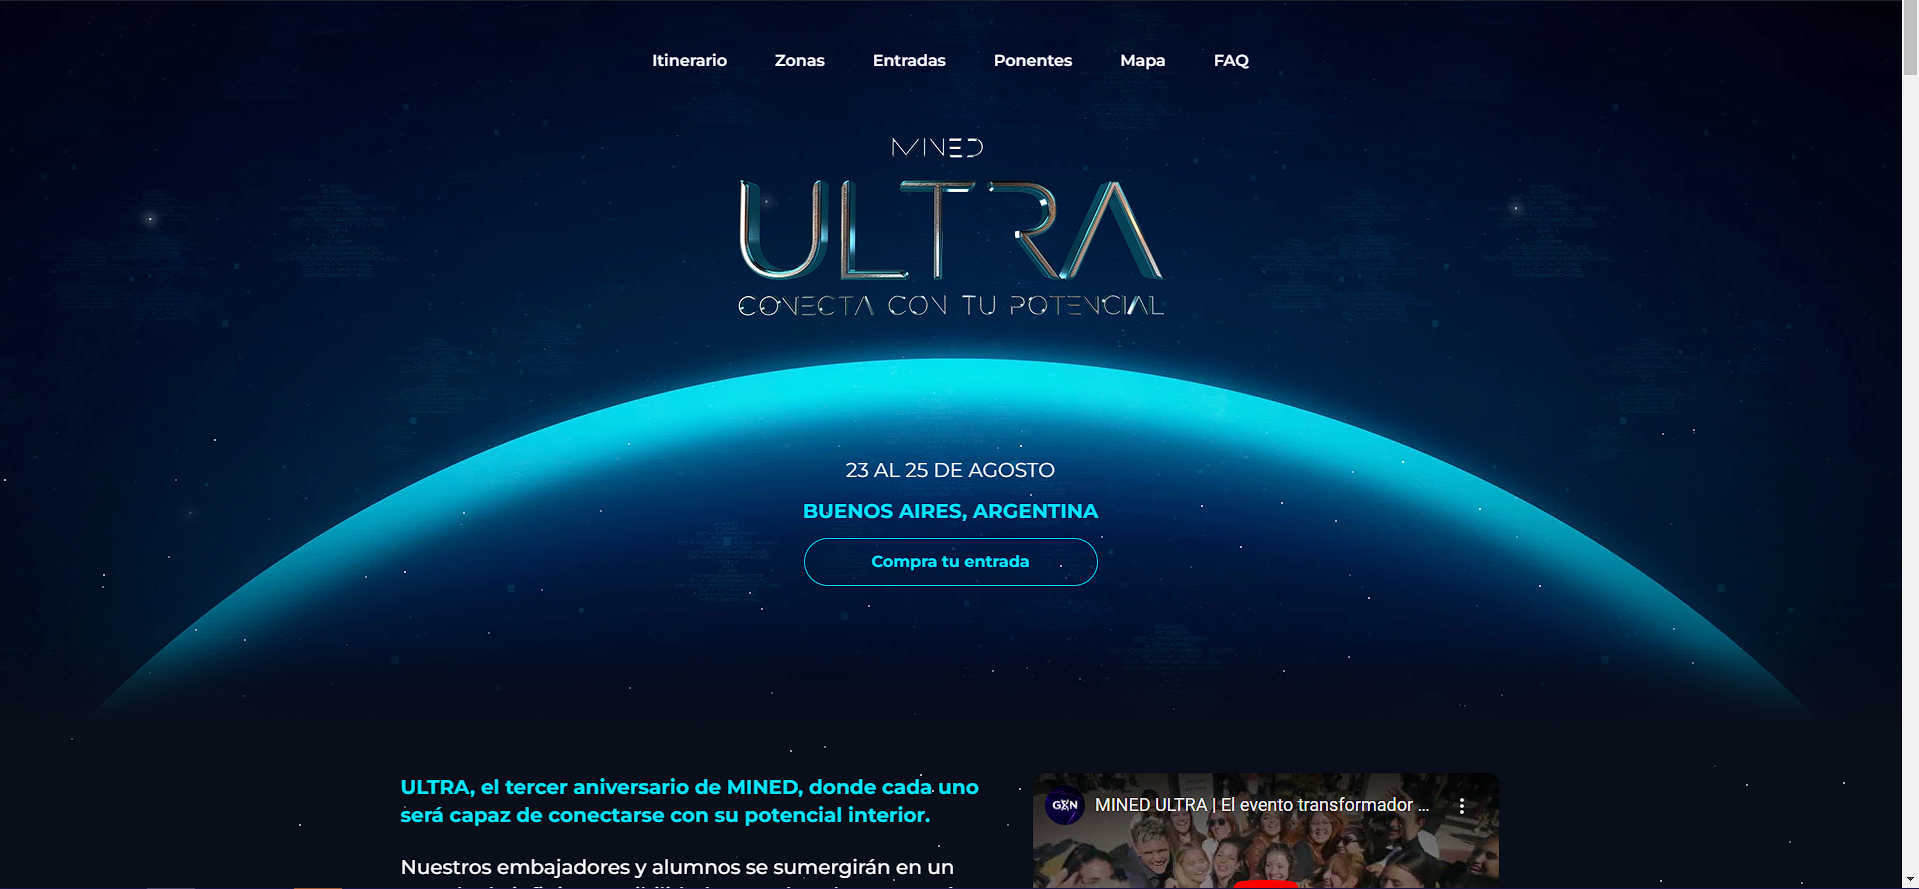 Itinerario Zonas Entradas Ponentes Mapa FAQ
MINED
ULTRA
CONECTA CON TU POTENCIAL
23 AL 25 DE AGOSTO
BUENOS AIRES, ARGENTINA
Compra tu entrada
ULTRA, el tercer aniversario de MINED, donde cada uno
será capaz de conectarse con su potencial interior.
GXN
MINED ULTRA | El evento transformador ...
Nuestros embajadores y alumnos se sumergirán en un